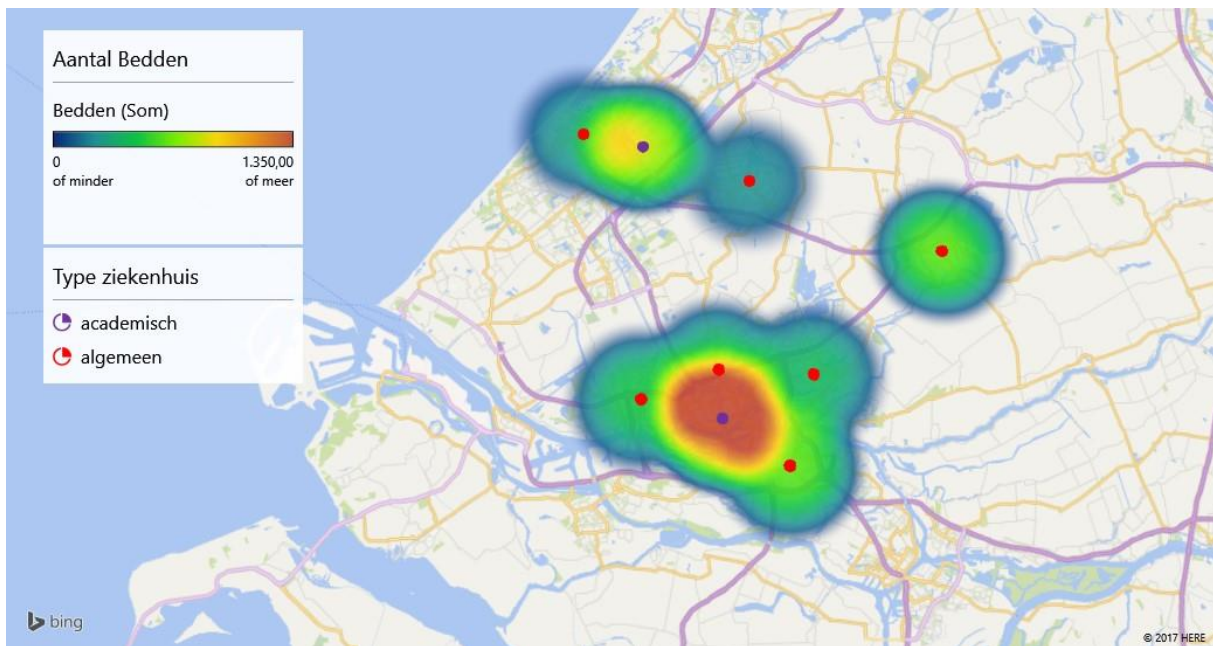 Aantal Bedden
Bedden (Som)
0 1.350,00
of minder of meer
Type ziekenhuis
academisch
algemeen
bing
© 2017 HERE